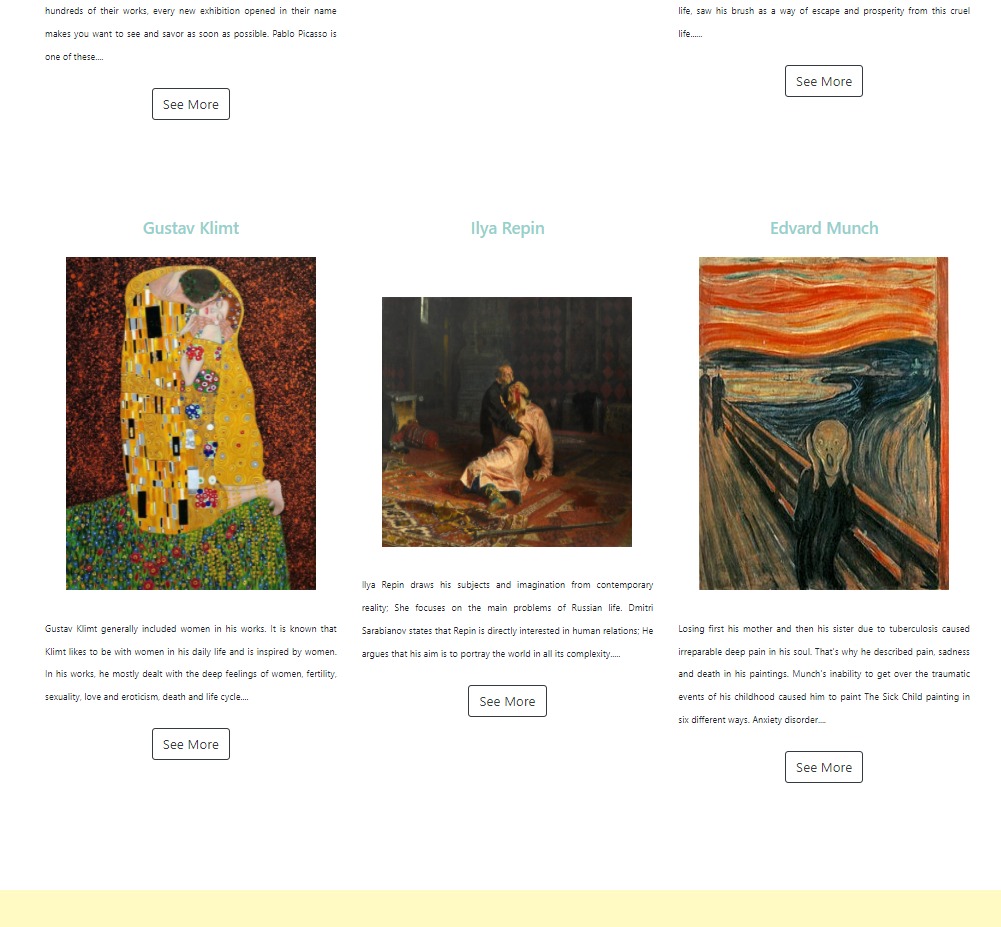 hundreds of their works, every new exhibition opened in their name
makes you want to see and savor as soon as possible. Pablo Picasso is
one of these....
See More
life, saw his brush as a way of escape and prosperity from this cruel
life......
See More
Gustav Klimt
Gustav Klimt generally included women in his works. It is known that
Klimt likes to be with women in his daily life and is inspired by women.
In his works, he mostly dealt with the deep feelings of women, fertility,
sexuality, love and eroticism, death and life cycle....
See More
Ilya Repin
Ilya Repin draws his subjects and imagination from contemporary
reality; She focuses on the main problems of Russian life. Dmitri
Sarabianov states that Repin is directly interested in human relations; He
argues that his aim is to portray the world in all its complexity.....
See More
Edvard Munch
Losing first his mother and then his sister due to tuberculosis caused
irreparable deep pain in his soul. That's why he described pain, sadness
and death in his paintings. Munch's inability to get over the traumatic
events of his childhood caused him to paint The Sick Child painting in
six different ways. Anxiety disorder....
See More